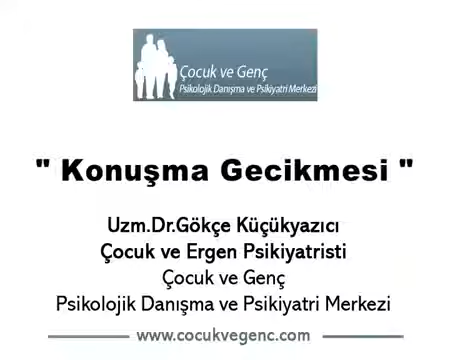 Çocuk ve Genç
Psikolojik Danışma ve Psikiyatri Merkezi
" Konuşma Gecikmesi "
Uzm.Dr.Gökçe Küçükyazıcı
Çocuk ve Ergen Psikiyatristi
Çocuk ve Genç
Psikolojik Danışma ve Psikiyatri Merkezi
www.cocukvegenc.com